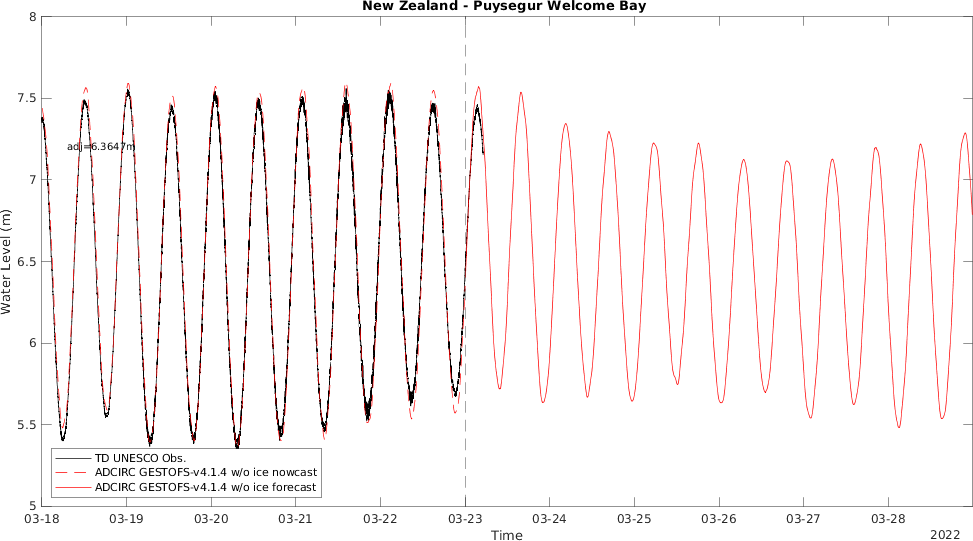 New Zealand - Puysegur Welcome Bay
8
7.5
7
6.5
6
5.5
5
Water Level (m)
adj=6.3647m
TD UNESCO Obs.
ADCIRC GESTOFS-v4.1.4 w/o ice nowcast
ADCIRC GESTOFS-v4.1.4 w/o ice forecast
03-18 03-19 03-20 03-21 03-22 03-23 03-24 03-25 03-26 03-27 03-28
Time
2022